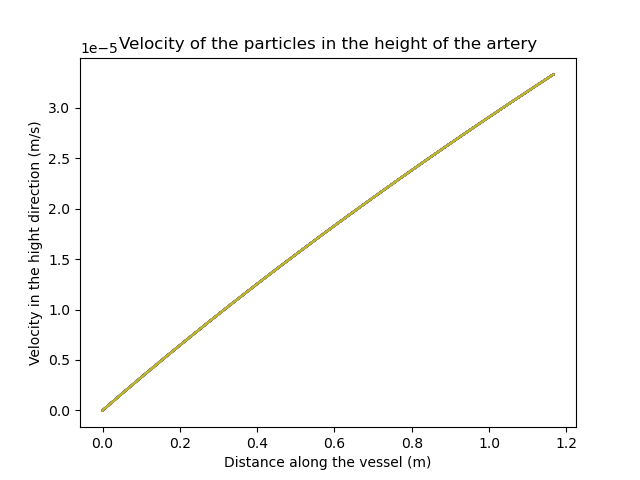 Velocity of the particles in the height of the artery
1e−5
Velocity in the hight direction (m/s)
3.0
2.5
2.0
1.5
1.0
0.5
0.0
0.0 0.2 0.4 0.6 0.8 1.0 1.2
Distance along the vessel (m)